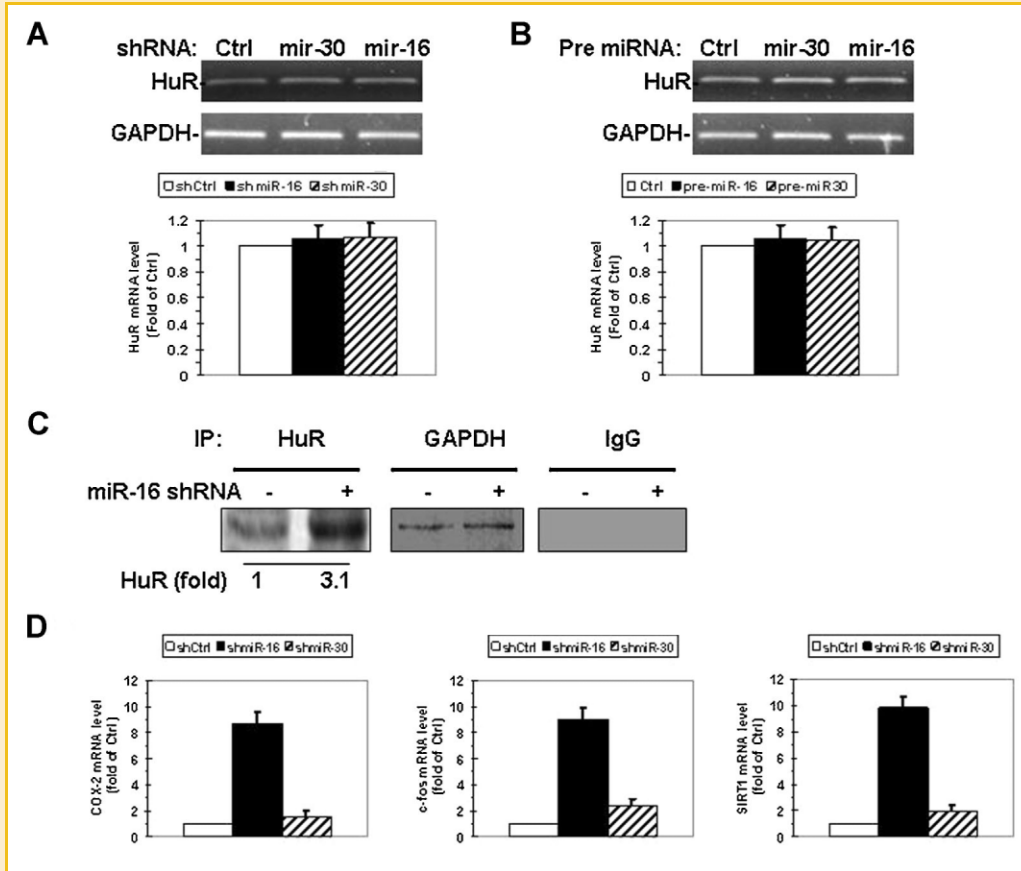 A
shRNA: Ctrl mir-30 mir-16
HuR-
GAPDH-
shCtrl sh miR-16 sh miR-30
HuR mRNA level
(Fold of Ctrl)
1.2
1
0.8
0.6
0.4
0.2
0
B
Pre miRNA: Ctrl mir-30 mir-16
HuR-
GAPDH-
Ctrl pre-miR-16 pre-miR30
HuR mRNA level
(Fold of Ctrl)
1.2
1
0.8
0.6
0.4
0.2
0
C
IP: HuR GAPDH IgG
miR-16 shRNA - + - + - +
HuR (fold) 1 3.1
D
shCtrl shmiR-16 shmiR-30
COX-2 mRNA level
(fold of Ctrl)
12
10
8
6
4
2
0
shCtrl shmiR-16 shmiR-30
c-fos mRNA level
(fold of Ctrl)
12
10
8
6
4
2
0
shCtrl shmiR-16 shmiR-30
SIRT1 mRNA level
(fold of Ctrl)
12
10
8
6
4
2
0